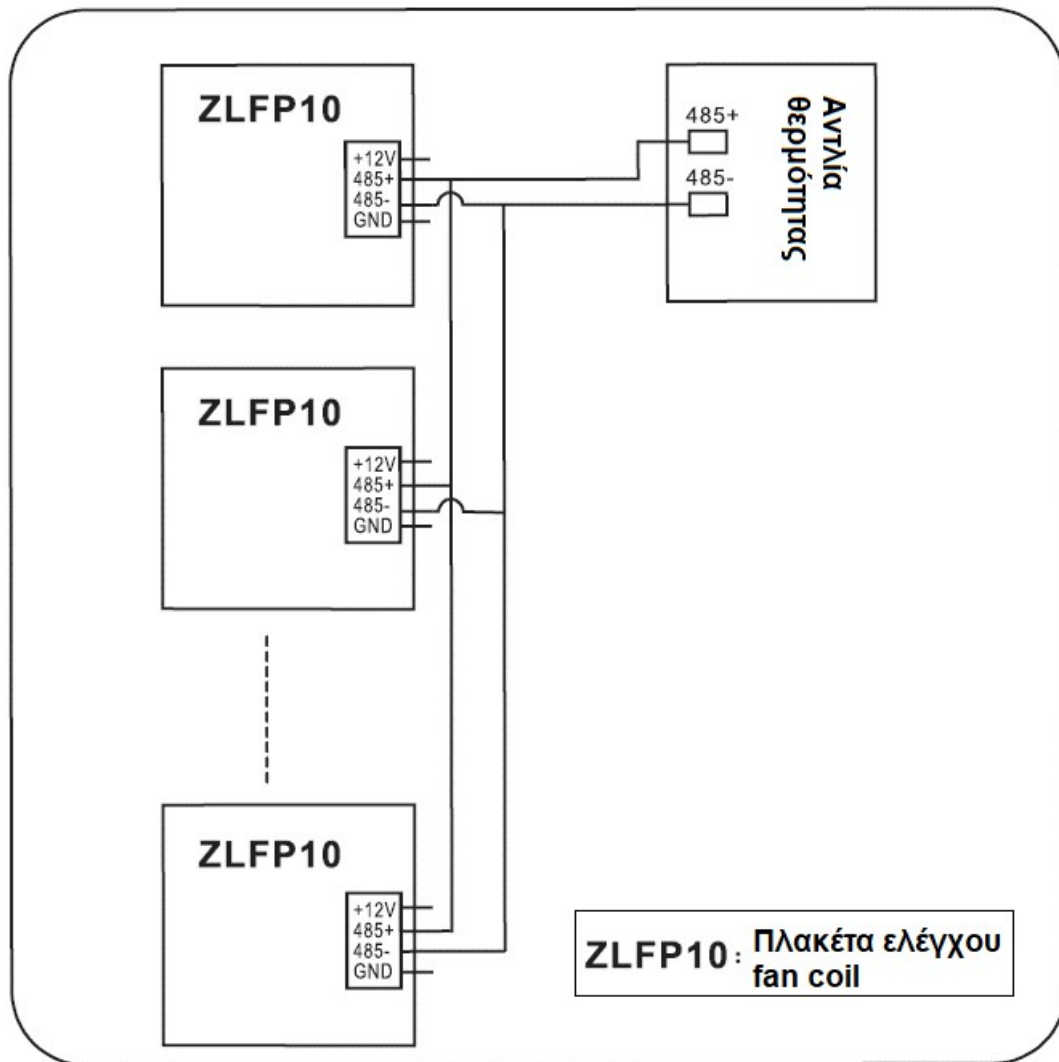 ZLFP10
+12V
485+
485-
GND
485+
485-
Αντλία
θερμότητας
ZLFP10
+12V
485+
485-
GND
ZLFP10
+12V
485+
485-
GND
ZLFP10 : Πλακέτα ελέγχου
fan coil